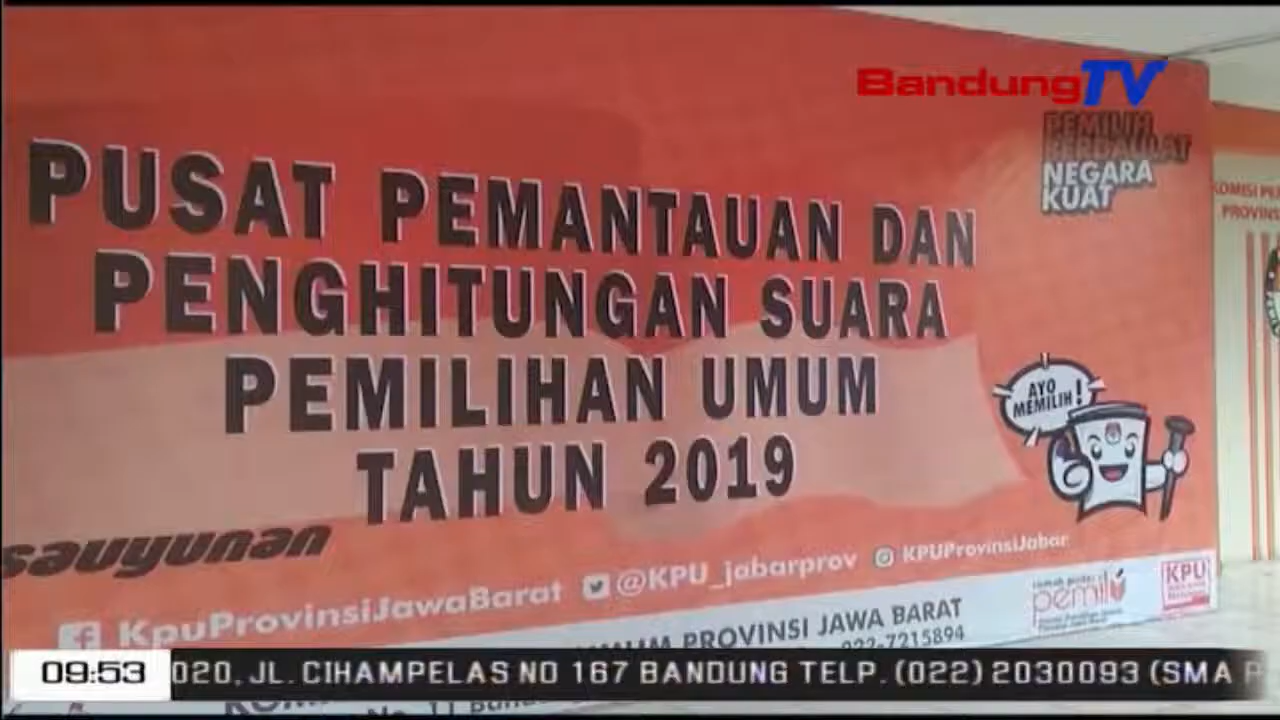 BandungTV
PEMILIH
BERDAULAT
NEGARA
KUAT
PUSAT PEMANTAUAN DAN
PENGHITUNGAN SUARA
PEMILIHAN UMUM
TAHUN 2019
AYO
MEMILIH!
KOMISI PE
PROVINS
sauyunan
KpuProvinsiJawaBarat @KPU_jabarprov KPUProvinsiJabar
PROVINSI JAWA BARAT
022-7215894
pemilu
KPU
09:53 020, JL. CIHAMPELAS NO 167 BANDUNG TELP. (022) 2030093 (SMA